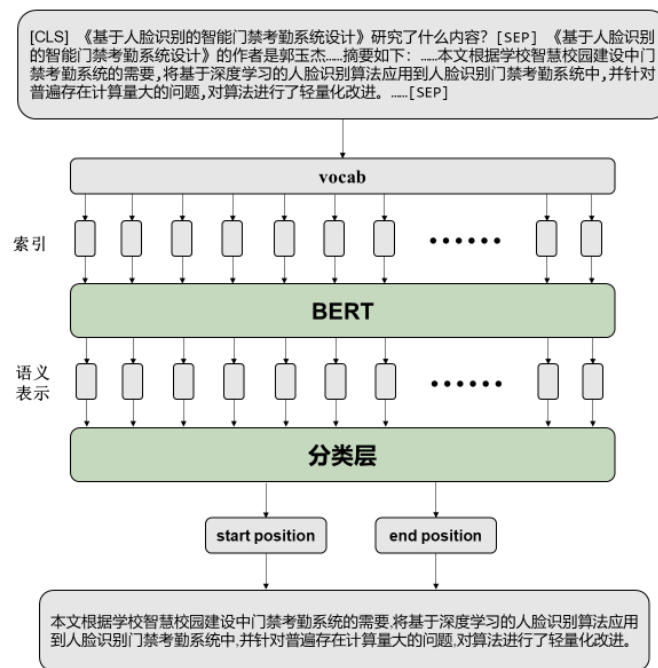 [CLS] 《基于人脸识别的智能门禁考勤系统设计》研究了什么内容？[SEP] 《基于人脸识别
的智能门禁考勤系统设计》的作者是郭玉杰……摘要如下：……本文根据学校智慧校园建设中门
禁考勤系统的需要,将基于深度学习的人脸识别算法应用到人脸识别门禁考勤系统中,并针对
普遍存在计算量大的问题,对算法进行了轻量化改进。……[SEP]
vocab
索引
······
BERT
语义
表示
······
分类层
start position
end position
本文根据学校智慧校园建设中门禁考勤系统的需要,将基于深度学习的人脸识别算法应用
到人脸识别门禁考勤系统中,并针对普遍存在计算量大的问题,对算法进行了轻量化改进。